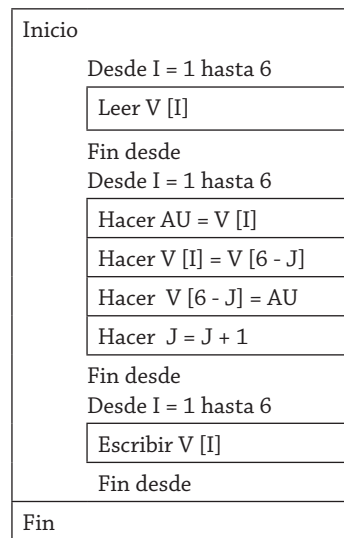 Inicio
Desde I = 1 hasta 6
Leer V [I]
Fin desde
Desde I = 1 hasta 6
Hacer AU = V [I]
Hacer V [I] = V [6 - J]
Hacer V [6 - J] = AU
Hacer J = J + 1
Fin desde
Desde I = 1 hasta 6
Escribir V [I]
Fin desde
Fin